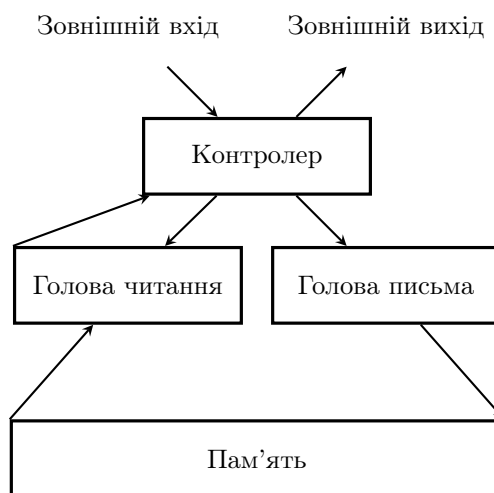 Зовнішній вхід
Зовнішній вихід
Контролер
Голова читання
Голова письма
Пам'ять